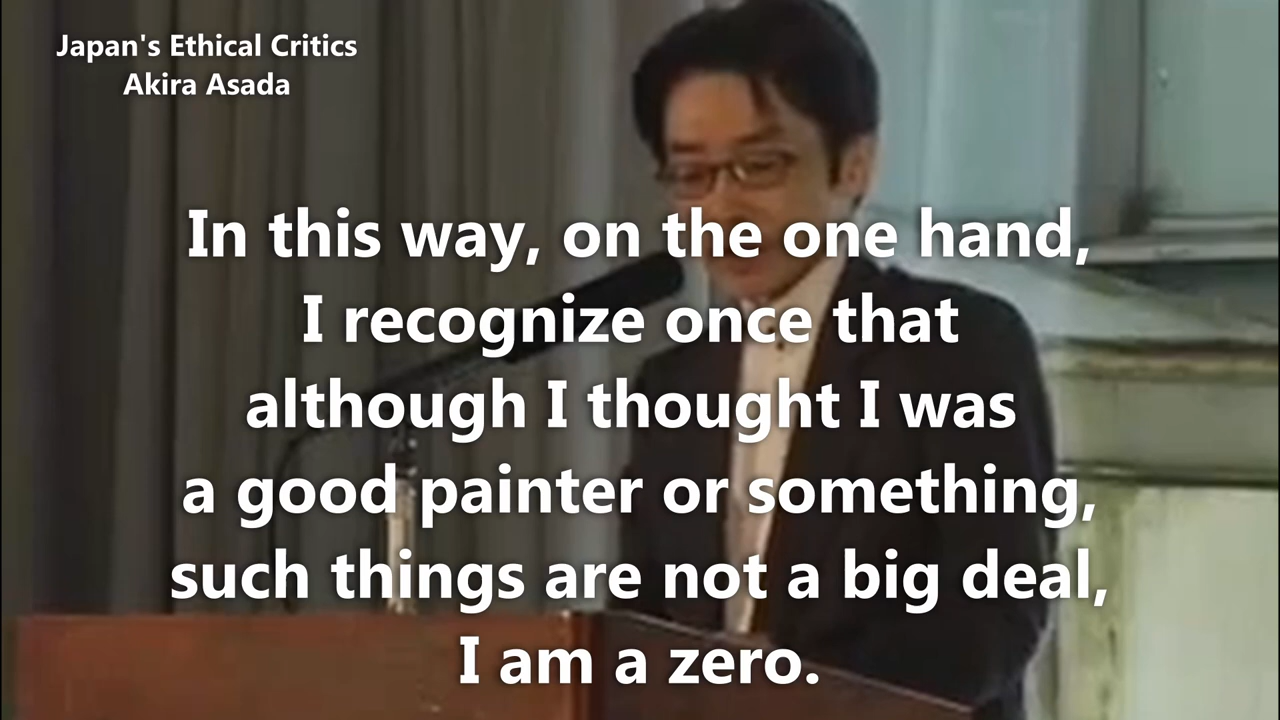 Japan's Ethical Critics
Akira Asada
In this way, on the one hand,
I recognize once that
although I thought I was
a good painter or something,
such things are not a big deal,
I am a zero.